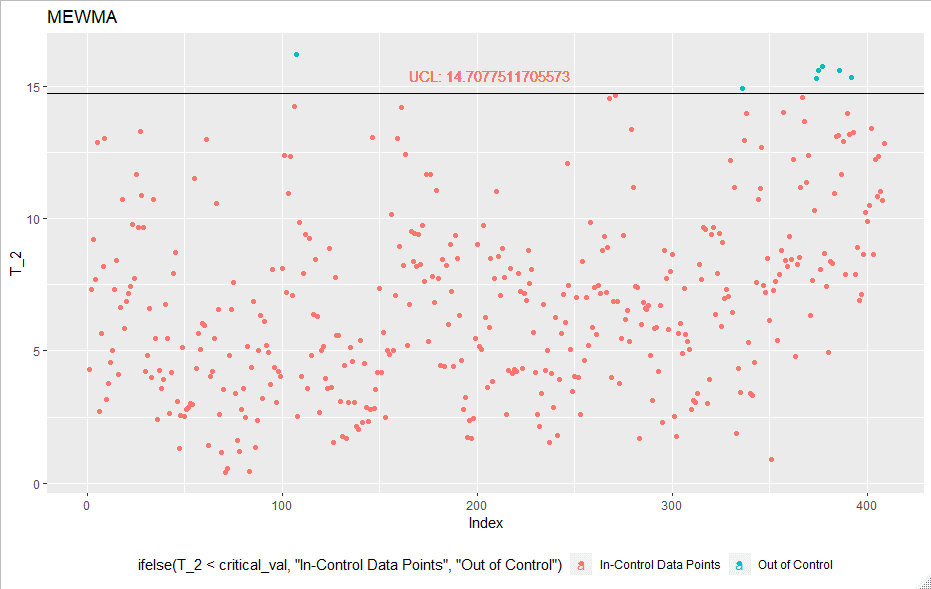 MEWMA
UCL: 14.7077511705573
15
10
5
0
T_2
0 100 200 300 400
Index
ifelse(T_2 < critical_val, "In-Control Data Points", "Out of Control) a In-Control Data Points a Out of Control